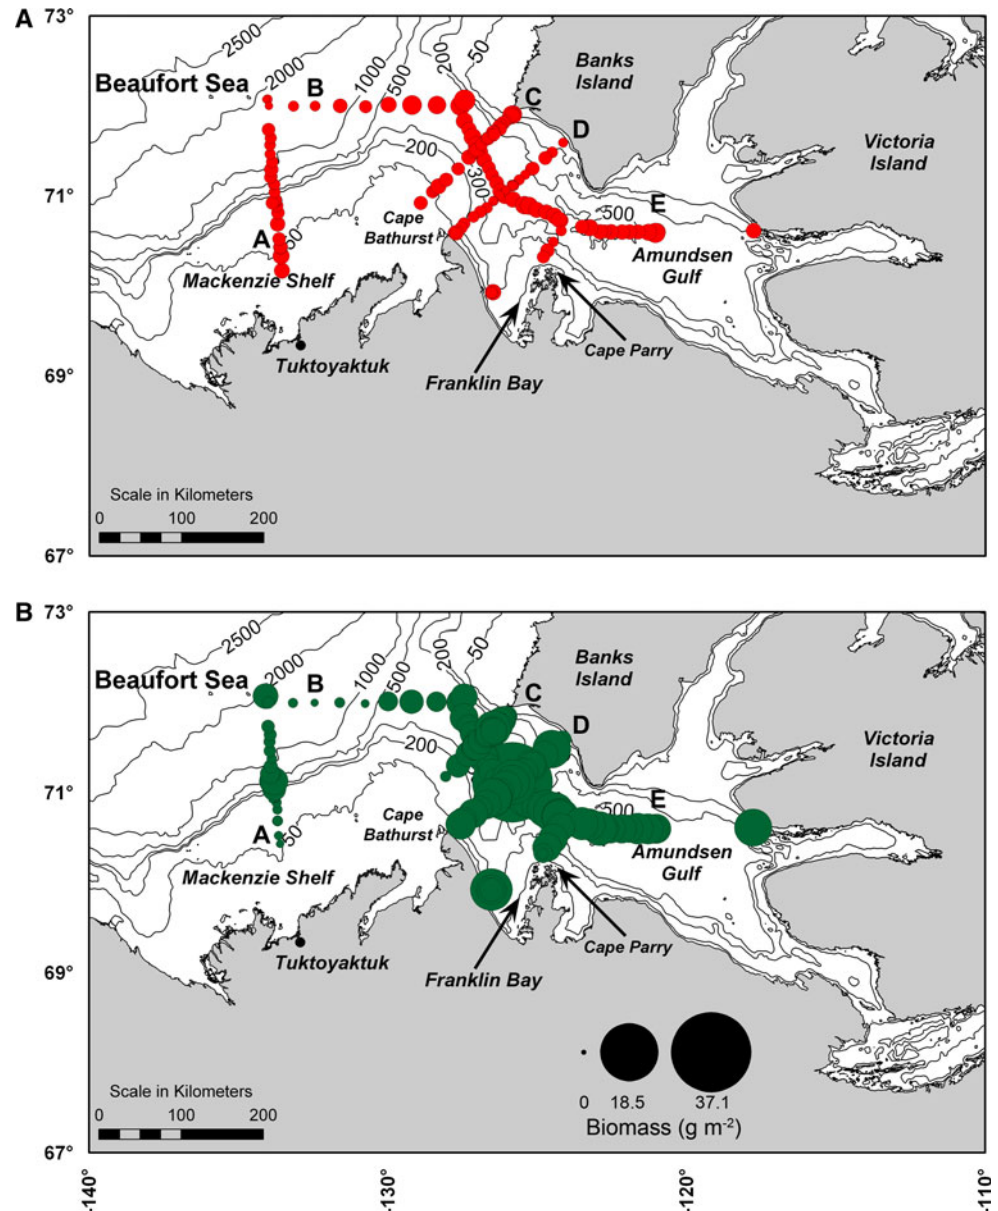 A
73°
71°
69°
67°
2500
2000
1000
500
200
50
Beaufort Sea
B
C
D
Banks
Island
Victoria
Island
200
300
Cape
Bathurst
500
E
A
50
Mackenzie Shelf
Amundsen
Gulf
Cape Parry
Tuktoyaktuk
Franklin Bay
Scale in Kilometers
0 100 200
B
73°
71°
69°
67°
2500
2000
1000
500
200
50
Beaufort Sea
B
C
D
Banks
Island
Victoria
Island
200
Cape
Bathurst
500
E
A
50
Mackenzie Shelf
Amundsen
Gulf
Cape Parry
Tuktoyaktuk
Franklin Bay
Scale in Kilometers
0 100 200
0 18.5 37.1
Biomass (g m⁻²)
-140°
-130°
-120°
-110°